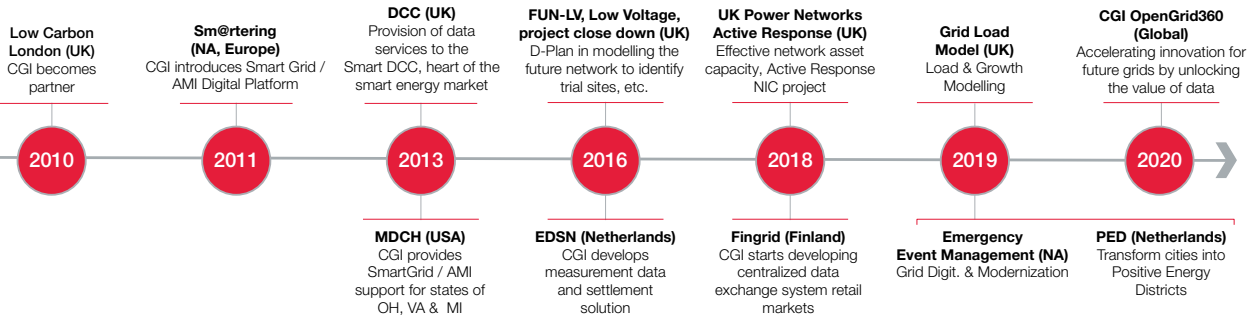 Low Carbon
London (UK)
CGI becomes
partner
Sm@rtering
(NA, Europe)
CGI introduces Smart Grid /
AMI Digital Platform
DCC (UK)
Provision of data
services to the
Smart DCC, heart of the
smart energy market
FUN-LV, Low Voltage,
project close down (UK)
D-Plan in modelling the
future network to identify
trial sites, etc.
UK Power Networks
Active Response (UK)
Effective network asset
capacity, Active Response
NIC project
Grid Load
Model (UK)
Load & Growth
Modelling
CGI OpenGrid360
(Global)
Accelerating innovation for
future grids by unlocking
the value of data
2010
2011
2013
2016
2018
2019
2020
MDCH (USA)
CGI provides
SmartGrid / AMI
support for states of
OH, VA & MI
EDSN (Netherlands)
CGI develops
measurement data
and settlement
solution
Fingrid (Finland)
CGI starts developing
centralized data
exchange system retail
markets
Emergency
Event Management (NA)
Grid Digit. & Modernization
PED (Netherlands)
Transform cities into
Positive Energy
Districts